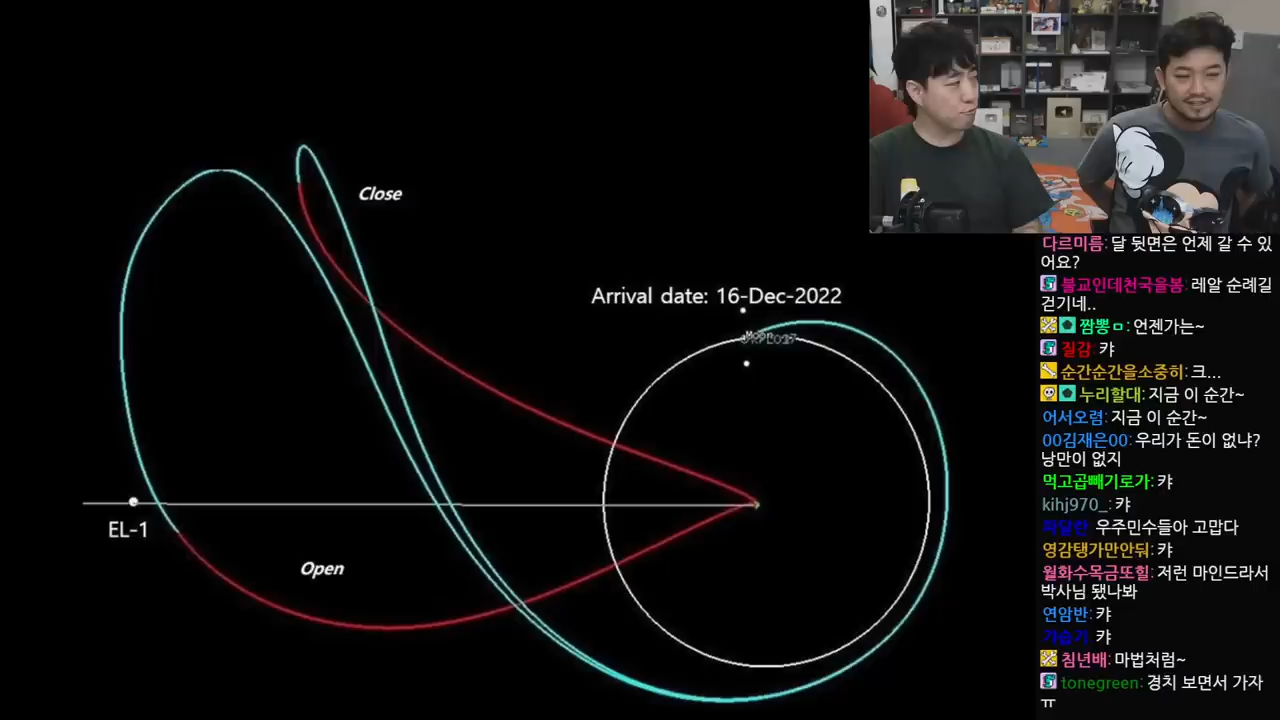 Close
Arrival date: 16-Dec-2022
EL-1
Open
다르미름: 달 뒷면은 언제 갈 수 있
어요?
불교인데천국을봄: 레알 순례길
걷기네..
짬뽕ㅁ: 언젠가는~
질감: 캬
순간순간을소중히: 크...
누리할대: 지금 이 순간~
어서오렴: 지금 이 순간~
00김재은00: 우리가 돈이 없냐?
낭만이 없지
먹고곱빼기로가: 캬
kihj970_: 캬
우주민수들아 고맙다
영감탱가만안둬: 캬
월화수목금또힐: 저런 마인드라서
박사님 됐나봐
연암반: 캬
가습기: 캬
침년배: 마법처럼~
tonegreen: 경치 보면서 가자
ㅠ